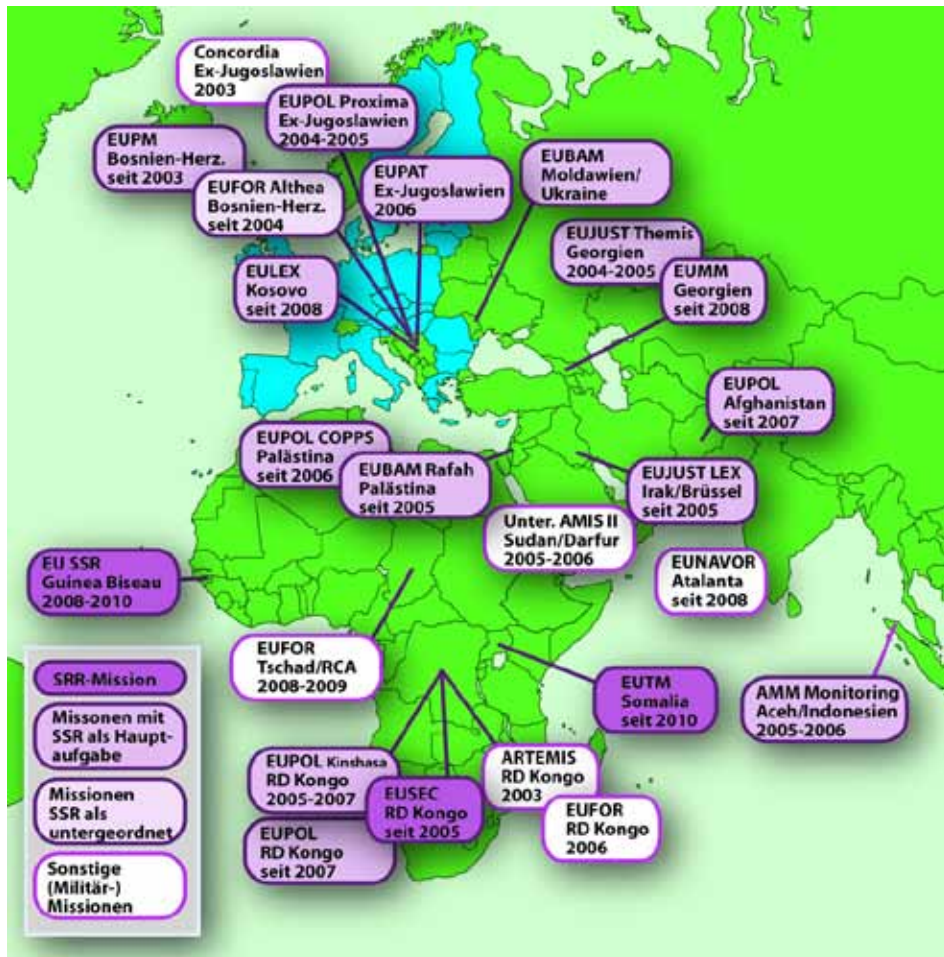 Concordia
Ex-Jugoslawien
2003
EUPOL Proxima
Ex-Jugoslawien
2004-2005
EUPM
Bosnien-Herz.
seit 2003
EUFOR Althea
Bosnien-Herz.
seit 2004
EUPAT
Ex-Jugoslawien
2006
EUBAM
Moldawien/
Ukraine
EUJUST Themis
Georgien
2004-2005
EUMM
Georgien
seit 2008
EULEX
Kosovo
seit 2008
EUPOL
Afghanistan
seit 2007
EUPOL COPPS
Palästina
seit 2006
EUBAM Rafah
Palästina
seit 2005
EUJUST LEX
Irak/Brüssel
seit 2005
Unter. AMIS II
Sudan/Darfur
2005-2006
EUNAVOR
Atalanta
seit 2008
EU SSR
Guinea Biseau
2008-2010
EUFOR
Tschad/RCA
2008-2009
EUTM
Somalia
seit 2010
AMM Monitoring
Aceh/Indonesien
2005-2006
EUPOL Kinshasa
RD Kongo
2005-2007
EUSEC
RD Kongo
seit 2005
ARTEMIS
RD Kongo
2003
EUFOR
RD Kongo
2006
EUPOL
RD Kongo
seit 2007
SRR-Mission
Missonen mit
SSR als Haupt-
aufgabe
Missionen
SSR als
untergeordnet
Sonstige
(Militär-)
Missionen